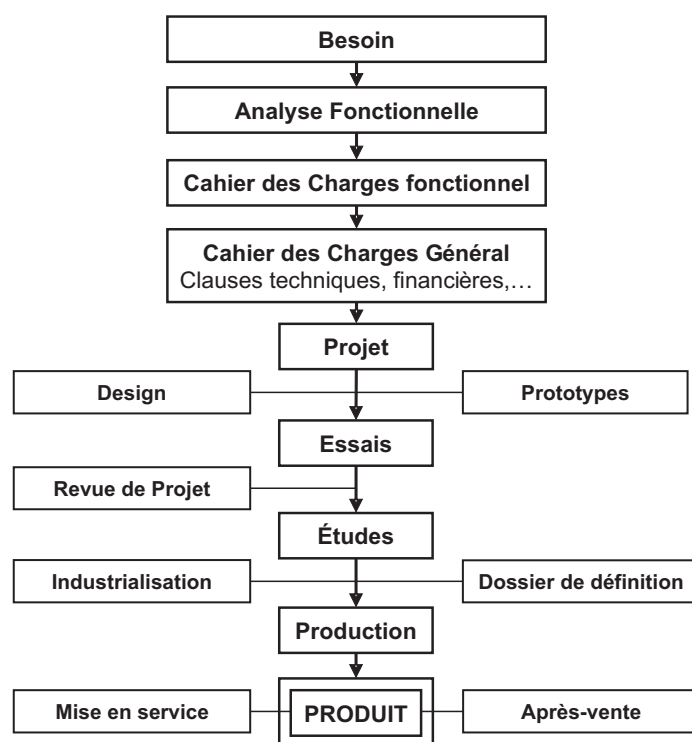 Besoin
Analyse Fonctionnelle
Cahier des Charges fonctionnel
Cahier des Charges Général
Clauses techniques, financières,…
Projet
Design
Prototypes
Essais
Revue de Projet
Études
Industrialisation
Dossier de définition
Production
Mise en service
PRODUIT
Après-vente